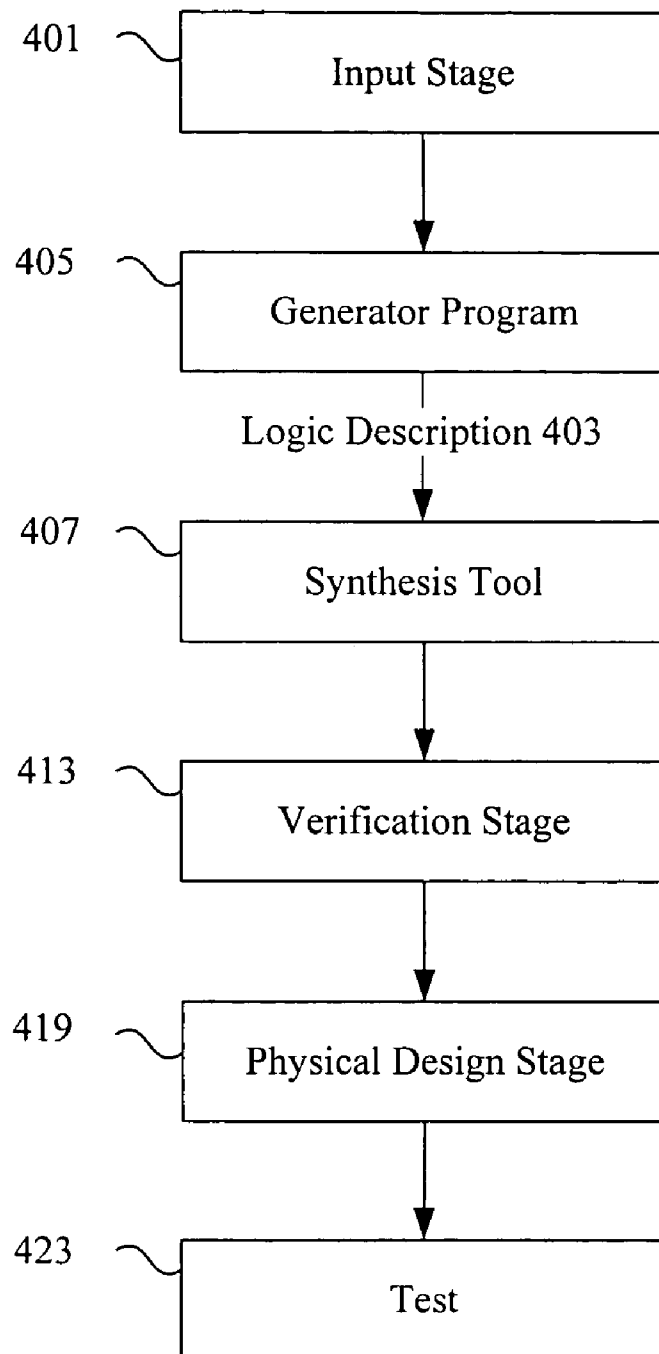 401
Input Stage
405
Generator Program
Logic Description 403
407
Synthesis Tool
413
Verification Stage
419
Physical Design Stage
423
Test